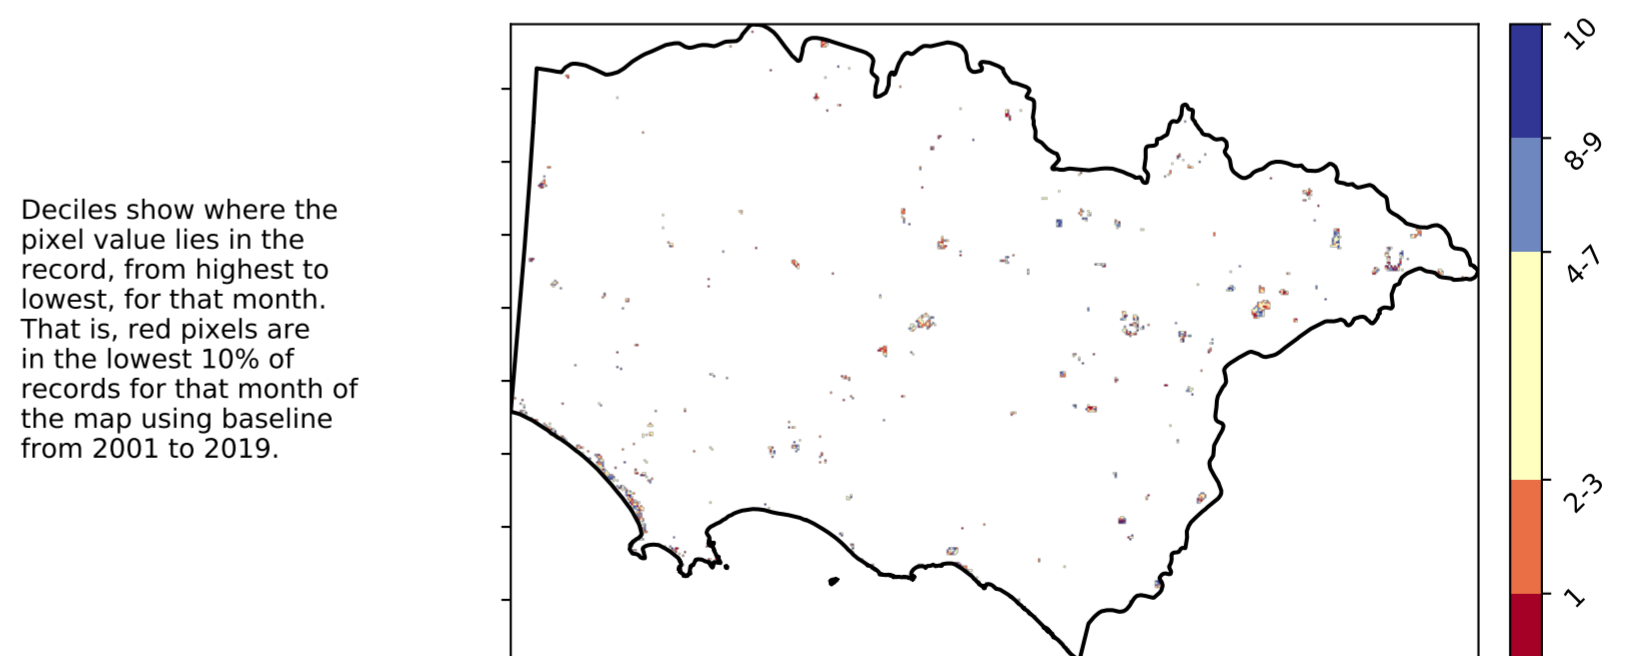 Deciles show where the
pixel value lies in the
record, from highest to
lowest, for that month.
That is, red pixels are
in the lowest 10% of
records for that month of
the map using baseline
from 2001 to 2019.
10
8-9
4-7
2-3
1